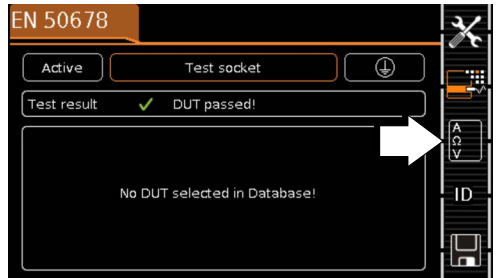 EN 50678
Active Test socket
Test result DUT passed!
No DUT selected in Database!
A
Ω
V
ID